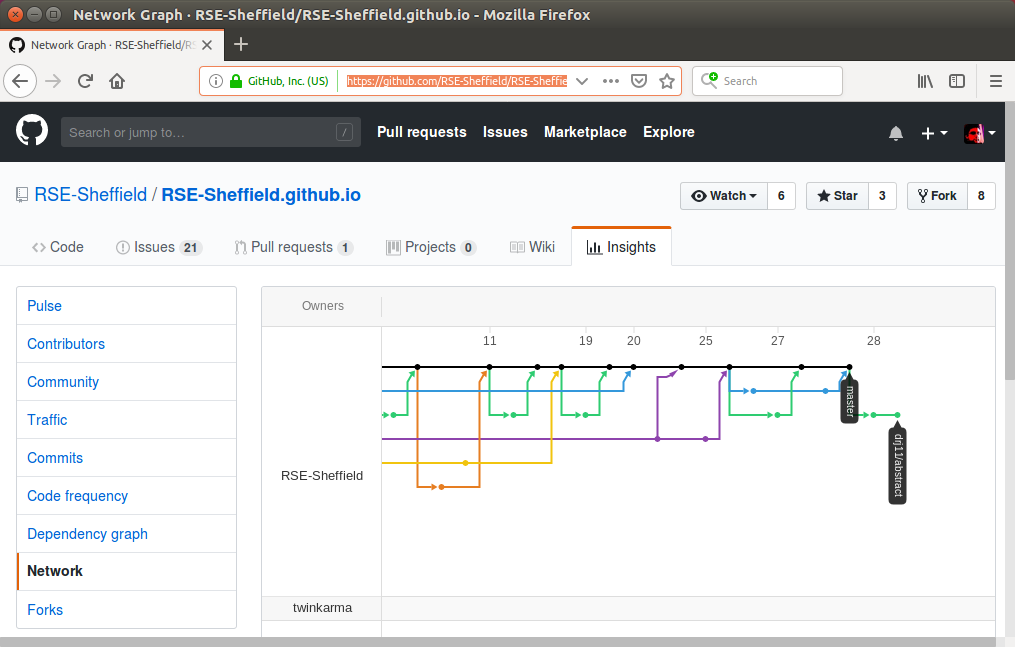 Network Graph · RSE-Sheffield/RSE-Sheffield.github.io - Mozilla Firefox
Network Graph · RSE-Sheffield/RS
GitHub, Inc. (US) https://github.com/RSE-Sheffield/RSE-Sheffie Search
Search or jump to… / Pull requests Issues Marketplace Explore
RSE-Sheffield / RSE-Sheffield.github.io Watch 6 Star 3 Fork 8
Code Issues 21 Pull requests 1 Projects 0 Wiki Insights
Pulse
Contributors
Community
Traffic
Commits
Code frequency
Dependency graph
Network
Forks
Owners
11 19 20 25 27 28
master
drj11/abstract
RSE-Sheffield
twinkarma